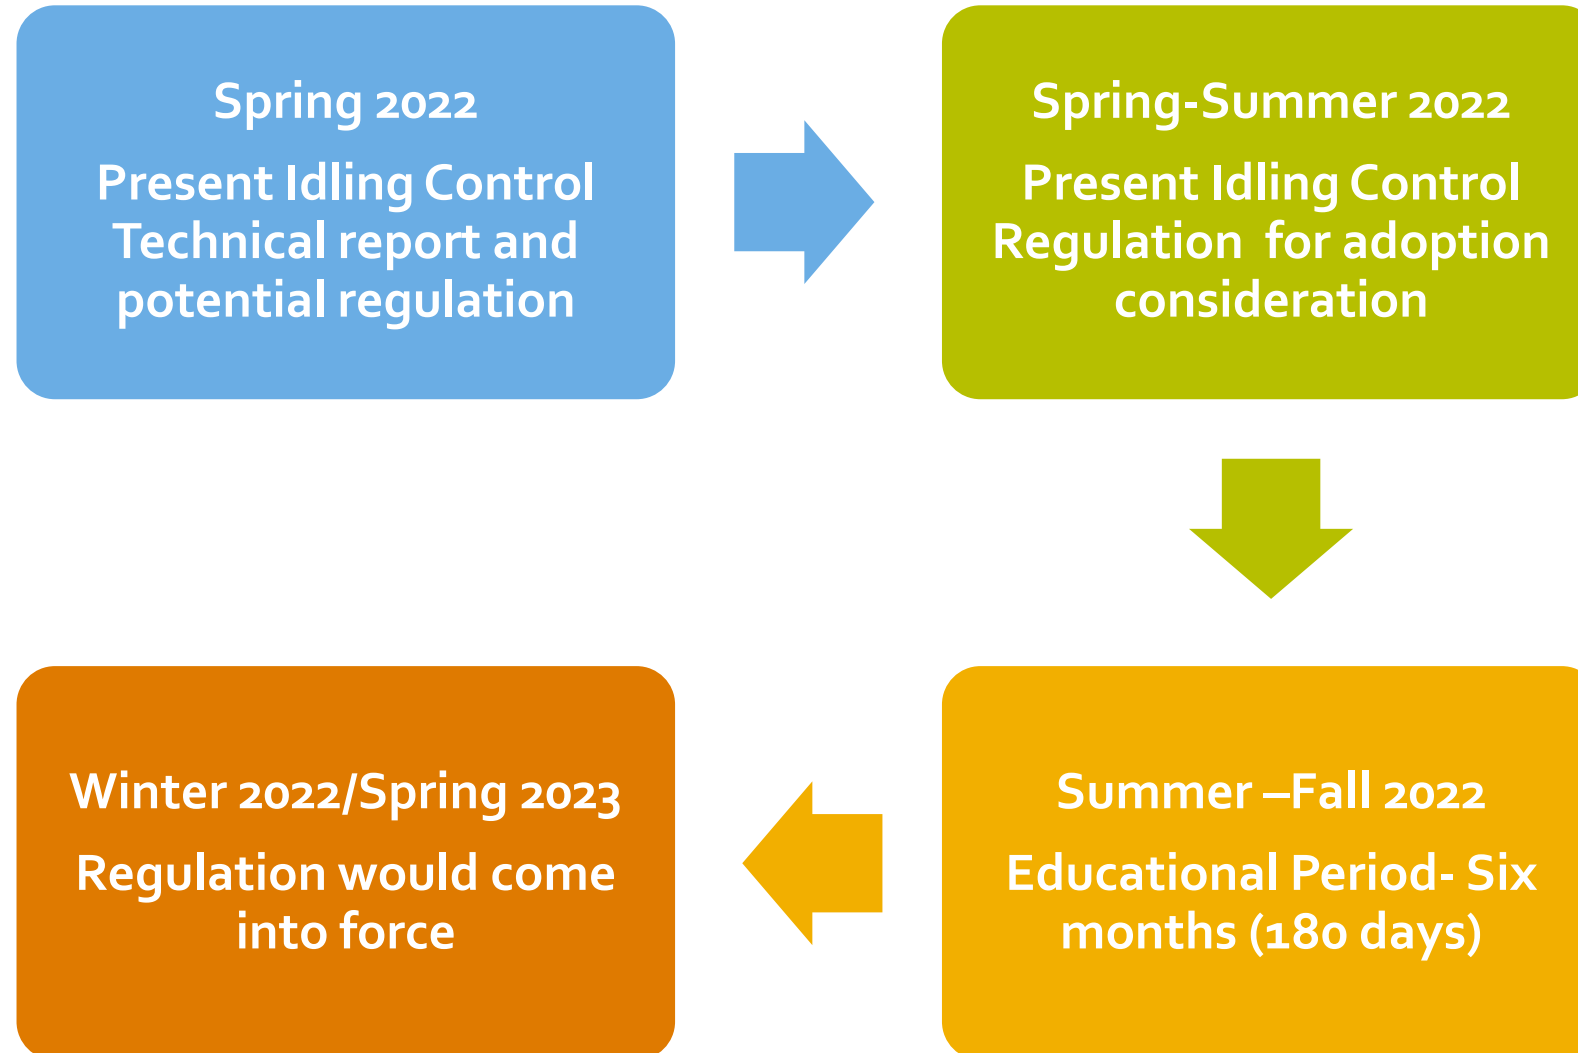 Spring 2022
Present Idling Control
Technical report and
potential regulation
Spring-Summer 2022
Present Idling Control
Regulation  for adoption
consideration
Summer –Fall 2022
Educational Period- Six
months (180 days)
Winter 2022/Spring 2023
Regulation would come
into force